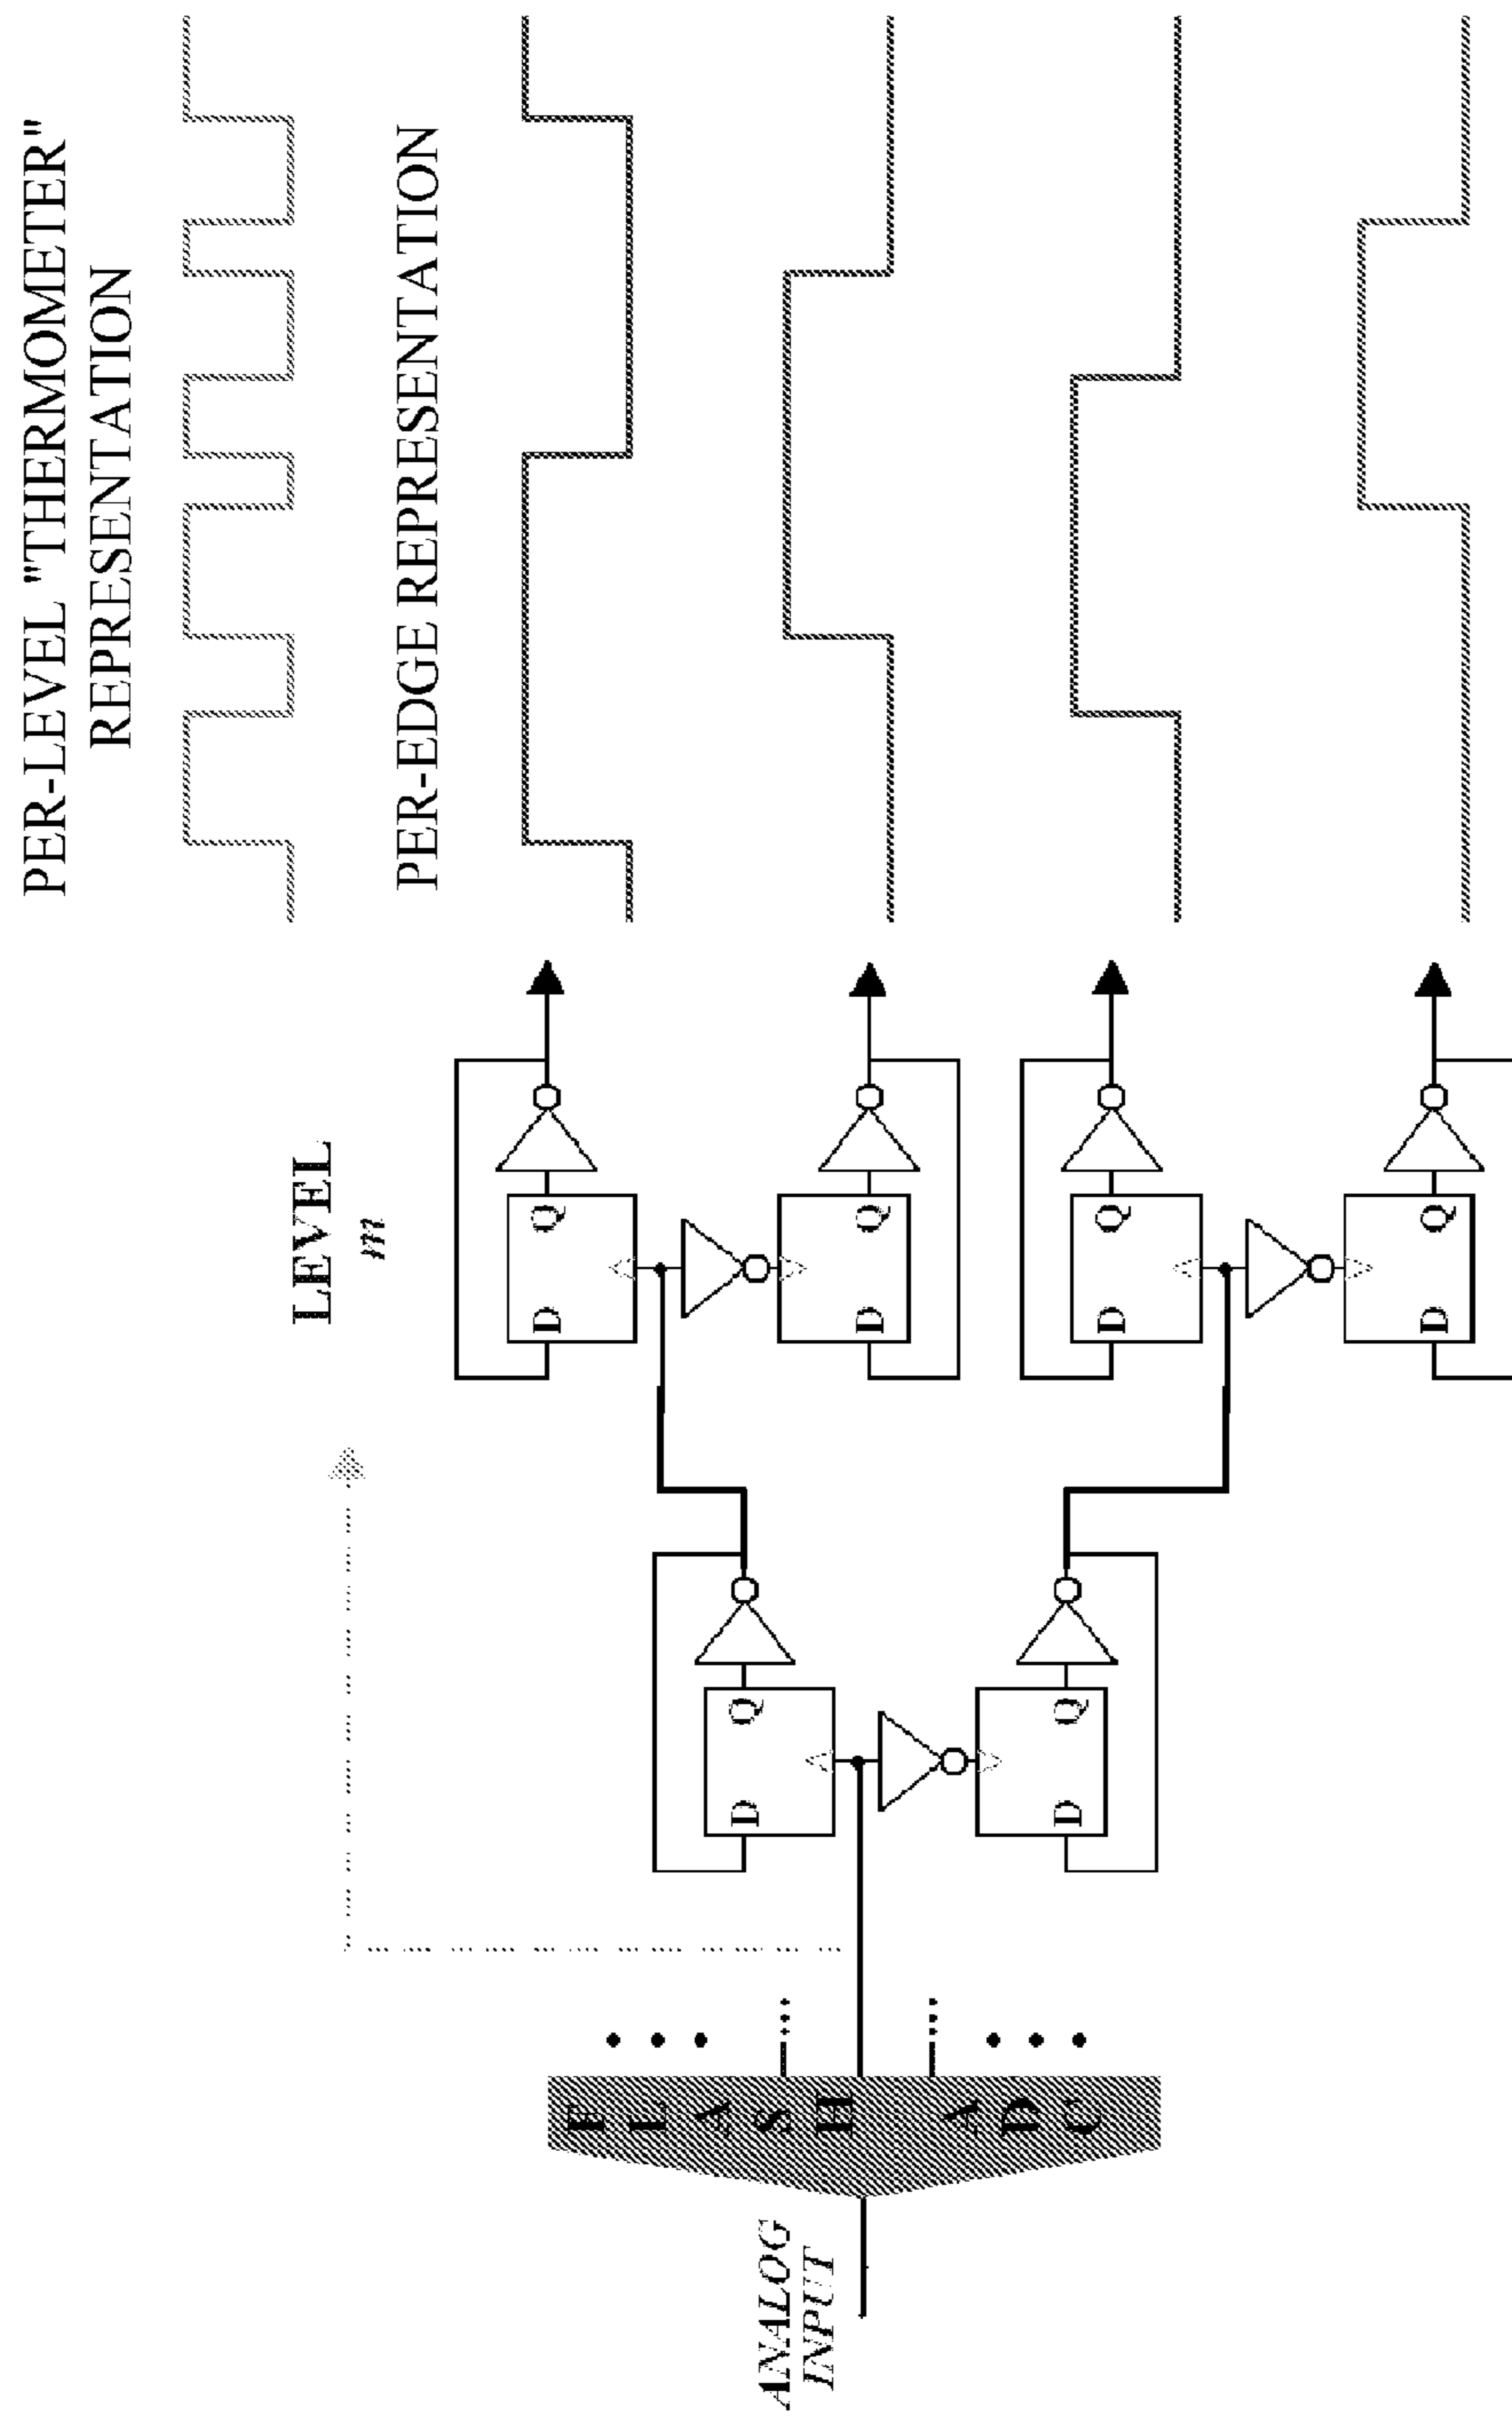 PER-LEVEL "THERMOMETER"
REPRESENTATION
PER-EDGE REPRESENTATION
LEVEL
m
D Q
D Q
D Q
D Q
D Q
D Q
FLASH ADC
ANALOG
INPUT